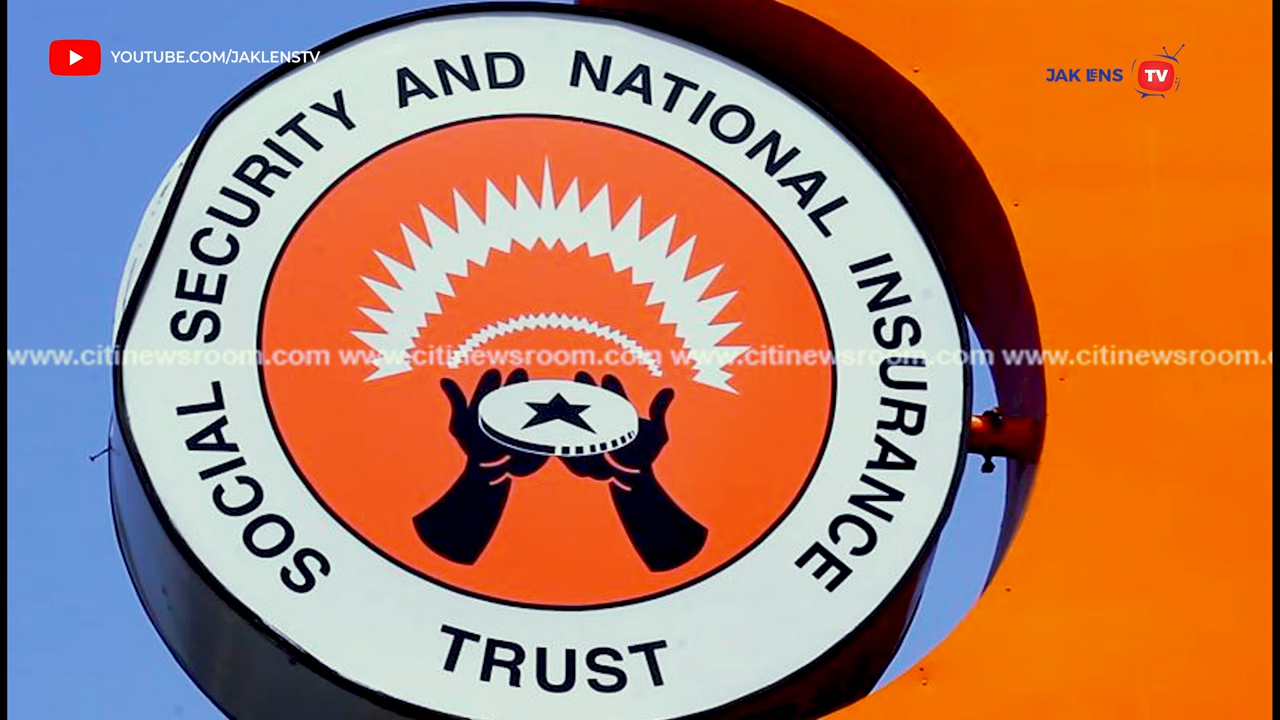 YOUTUBE.COM/JAKLENSTV
JAK LENS TV
SOCIAL SECURITY AND NATIONAL INSURANCE
TRUST
www.citinewsroom.com www.citinewsroom.com www.citinewsroom.com www.citinewsroom.c